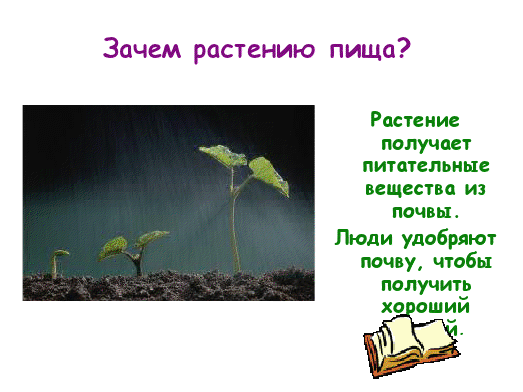 Зачем растению пища?
Растение
получает
питательные
вещества из
почвы.
Люди удобряют
почву, чтобы
получить
хороший